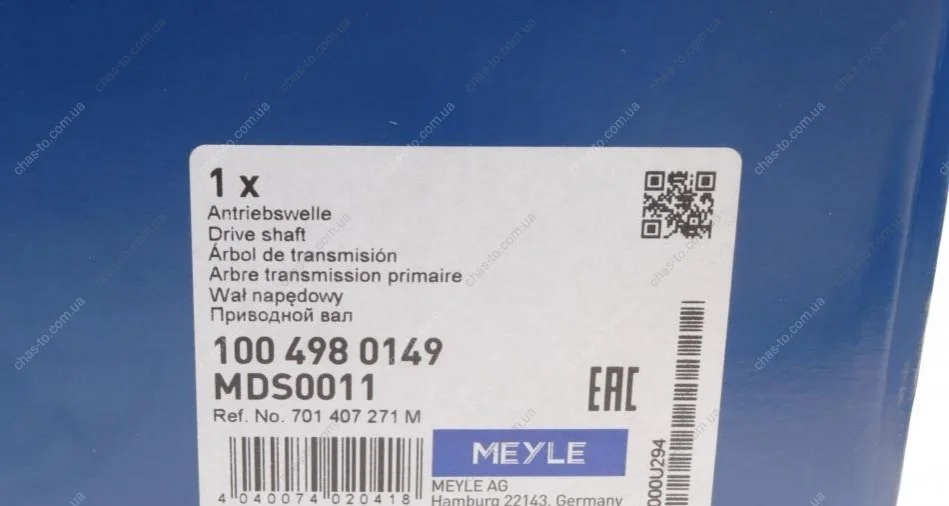 1 x
Antriebswelle
Drive shaft
Árbol de transmisión
Arbre transmission primaire
Wał napędowy
Приводной вал
100 498 0149
MDS0011
Ref. No. 701 407 271 M
EAC
MEYLE
4 040074 020418
MEYLE AG
Hamburg 22143, Germany
000U294
chas-to.com.ua